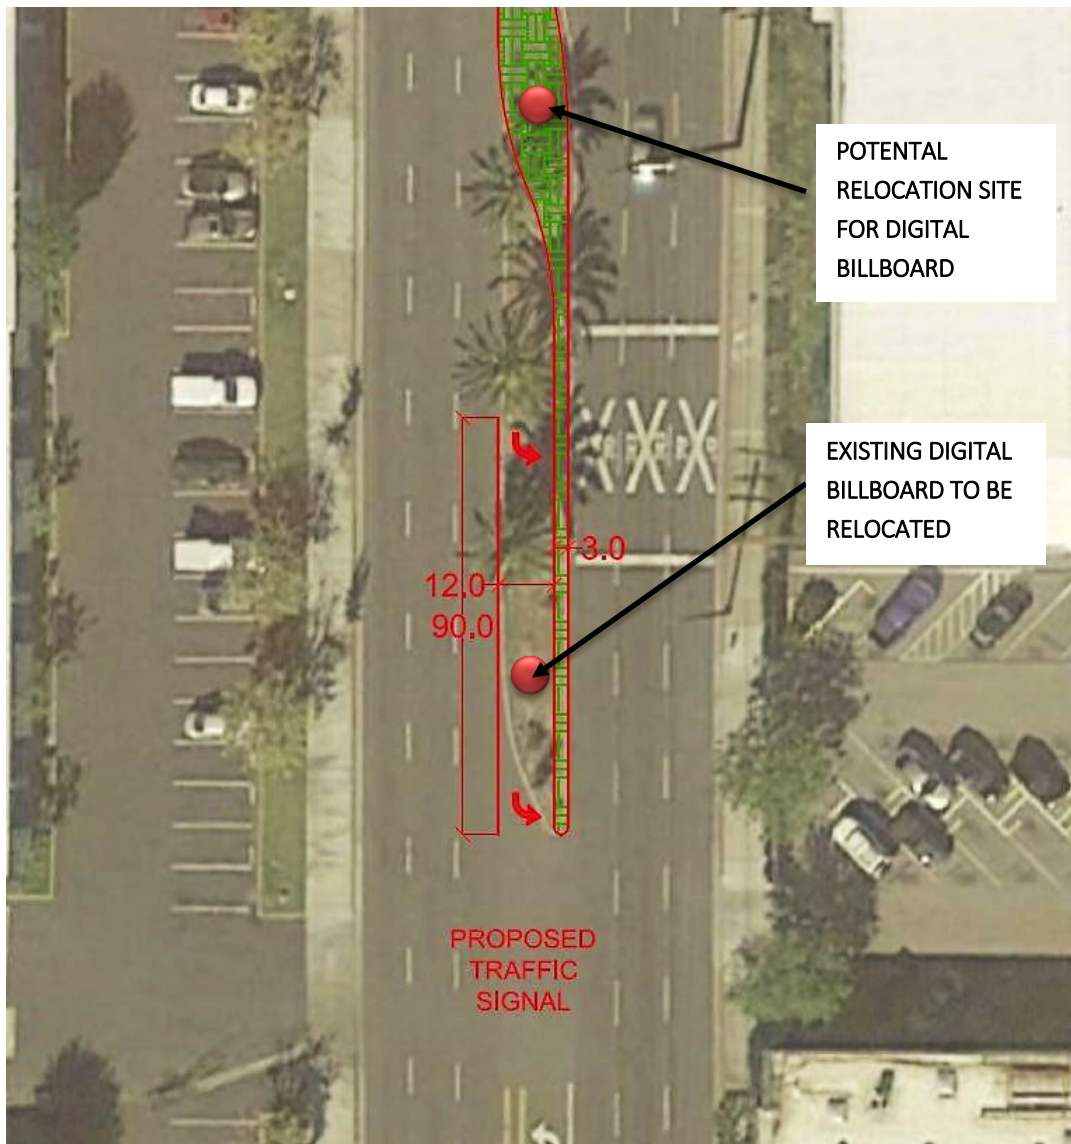 POTENTAL
RELOCATION SITE
FOR DIGITAL
BILLBOARD
EXISTING DIGITAL
BILLBOARD TO BE
RELOCATED
3.0
12.0
90.0
PROPOSED
TRAFFIC
SIGNAL